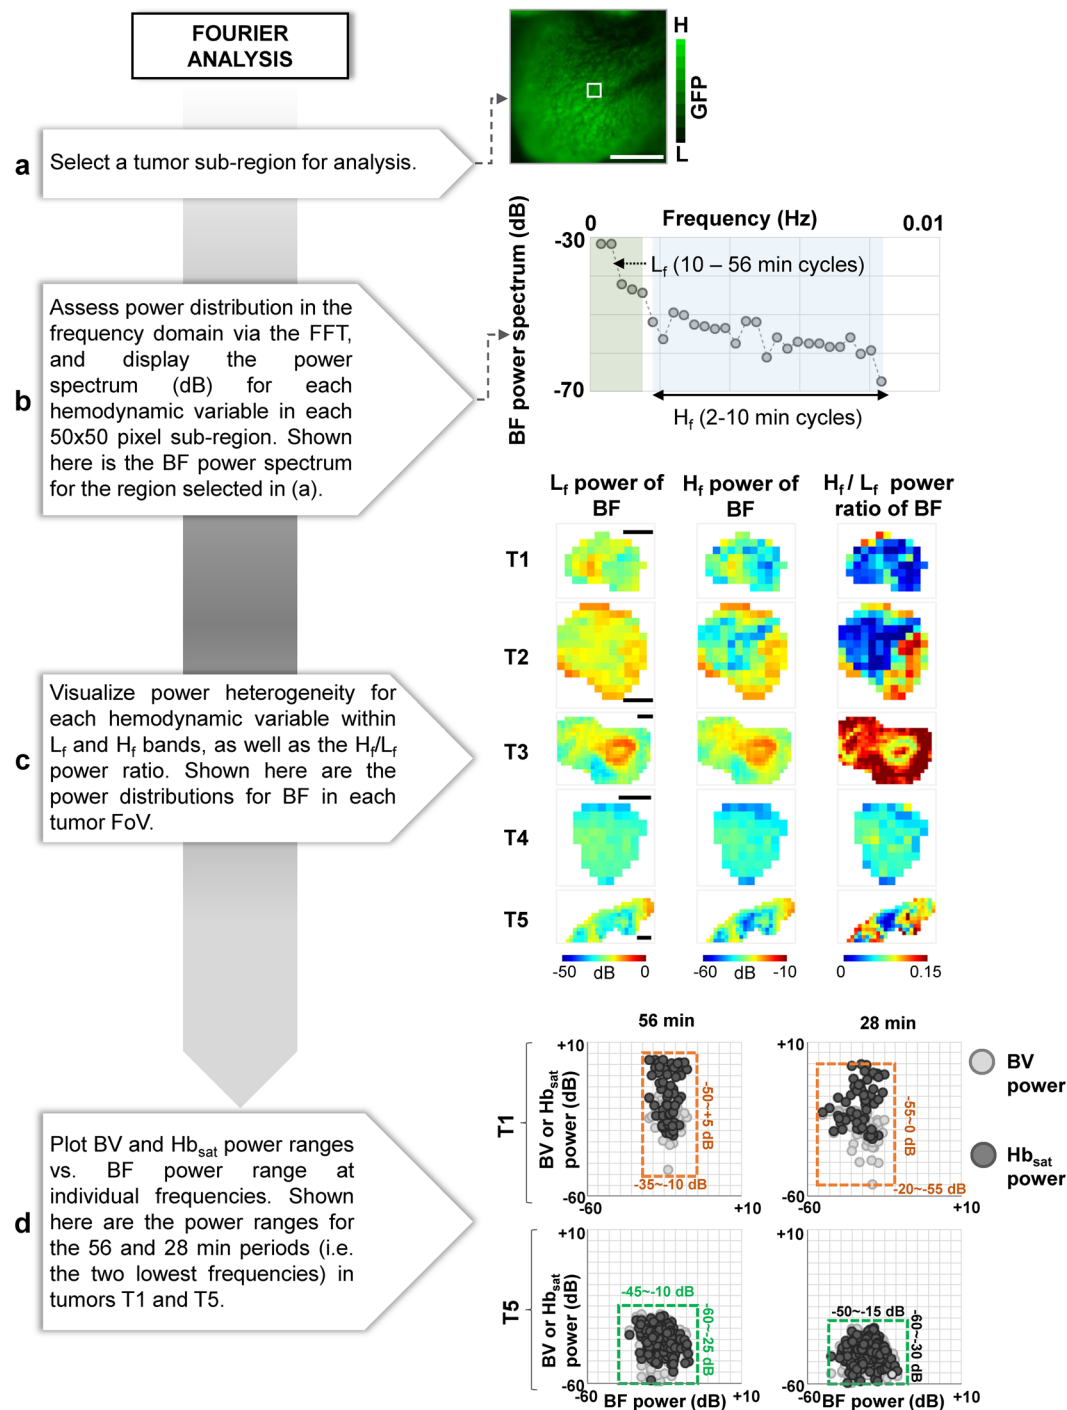 FOURIER
ANALYSIS
H
GFP
L
a
Select a tumor sub-region for analysis.
0
Frequency (Hz)
0.01
BF power spectrum (dB)
-30
Lf (10 – 56 min cycles)
-70
Hf (2-10 min cycles)
b
Assess power distribution in the
frequency domain via the FFT,
and display the power
spectrum (dB) for each
hemodynamic variable in each
50x50 pixel sub-region. Shown
here is the BF power spectrum
for the region selected in (a).
Lf power of
BF
Hf power of
BF
Hf / Lf power
ratio of BF
T1
T2
T3
T4
T5
-50 dB 0
-60 dB -10
0 0.15
c
Visualize power heterogeneity for
each hemodynamic variable within
Lf and Hf bands, as well as the Hf/Lf
power ratio. Shown here are the
power distributions for BF in each
tumor FoV.
d
Plot BV and Hbsat power ranges
vs. BF power range at
individual frequencies. Shown
here are the power ranges for
the 56 and 28 min periods (i.e.
the two lowest frequencies) in
tumors T1 and T5.
56 min
28 min
T1
BV or Hbsat
power (dB)
+10
-50~+5 dB
-35~-10 dB
-60
+10
+10
-55~0 dB
-20~-55 dB
-60
-60
+10
BV
power
Hbsat
power
T5
BV or Hbsat
power (dB)
-45~-10 dB
-60~-25 dB
-60
-60
BF power (dB)
+10
-50~-15 dB
-60~-30 dB
-60
-60
BF power (dB)
+10